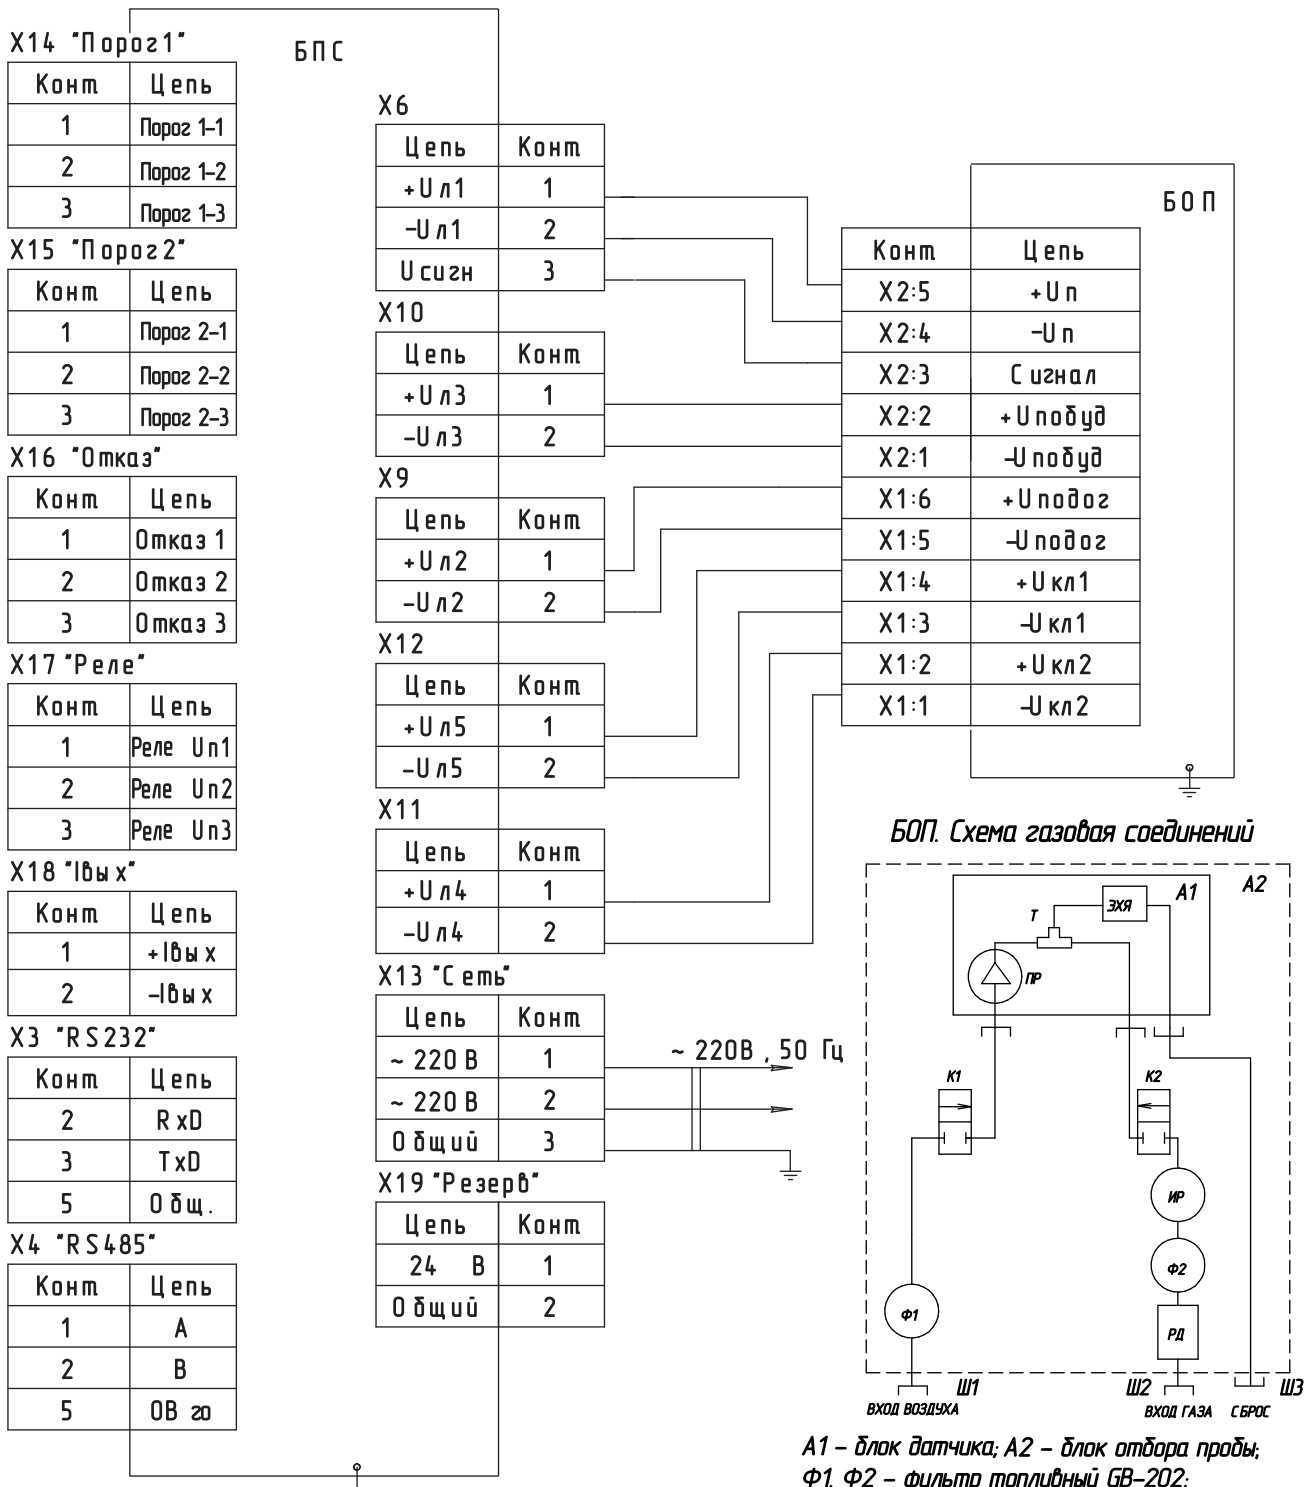 X14 "Порог1"
Конт Цепь
1 Порог 1-1
2 Порог 1-2
3 Порог 1-3
X15 "Порог2"
Конт Цепь
1 Порог 2-1
2 Порог 2-2
3 Порог 2-3
X16 "Отказ"
Конт Цепь
1 Отказ 1
2 Отказ 2
3 Отказ 3
X17 "Реле"
Конт Цепь
1 Реле Uп1
2 Реле Uп2
3 Реле Uп3
X18 "Iвых"
Конт Цепь
1 +Iвых
2 -Iвых
X3 "RS232"
Конт Цепь
2 RxD
3 TxD
5 Общ.
X4 "RS485"
Конт Цепь
1 A
2 B
5 ОВ го
БПС
X6
Цепь Конт
+Uл1 1
-Uл1 2
Uсигн 3
X10
Цепь Конт
+Uл3 1
-Uл3 2
X9
Цепь Конт
+Uл2 1
-Uл2 2
X12
Цепь Конт
+Uл5 1
-Uл5 2
X11
Цепь Конт
+Uл4 1
-Uл4 2
X13 "Сеть"
Цепь Конт
~ 220 В 1
~ 220 В 2
Общий 3
~ 220В , 50 Гц
X19 "Резерв"
Цепь Конт
24 В 1
Общий 2
БОП
Конт Цепь
X2:5 +Uп
X2:4 -Uп
X2:3 Сигнал
X2:2 +Uпобуд
X2:1 -Uпобуд
X1:6 +Uподог
X1:5 -Uподог
X1:4 +Uкл1
X1:3 -Uкл1
X1:2 +Uкл2
X1:1 -Uкл2
БОП. Схема газовая соединений
А2
А1
ЭХЯ
Т
ПР
К1
К2
ИР
Ф2
Ф1
РД
Ш1
Ш2
Ш3
ВХОД ВОЗДУХА
ВХОД ГАЗА
СБРОС
А1 – блок датчика; А2 – блок отбора пробы;
Ф1, Ф2 – фильтр топливный GB-202;